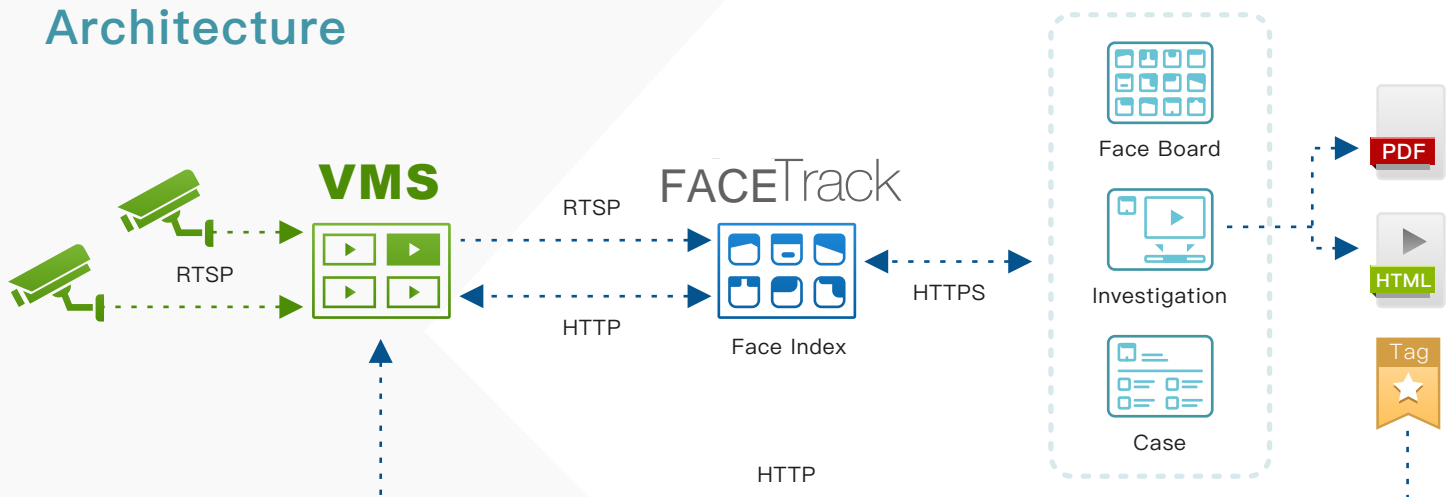 Architecture
VMS
RTSP
RTSP
HTTP
FACETrack
Face Index
HTTPS
Face Board
Investigation
Case
PDF
HTML
Tag
HTTP